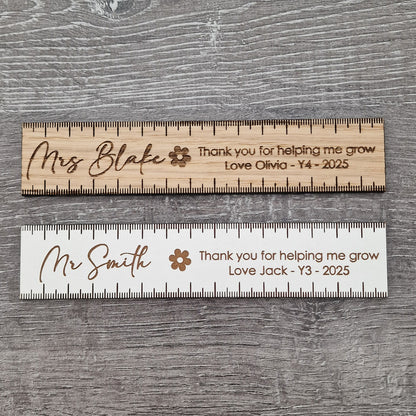 Mrs Blake
Thank you for helping me grow
Love Olivia - Y4 - 2025
Mr Smith
Thank you for helping me grow
Love Jack - Y3 - 2025